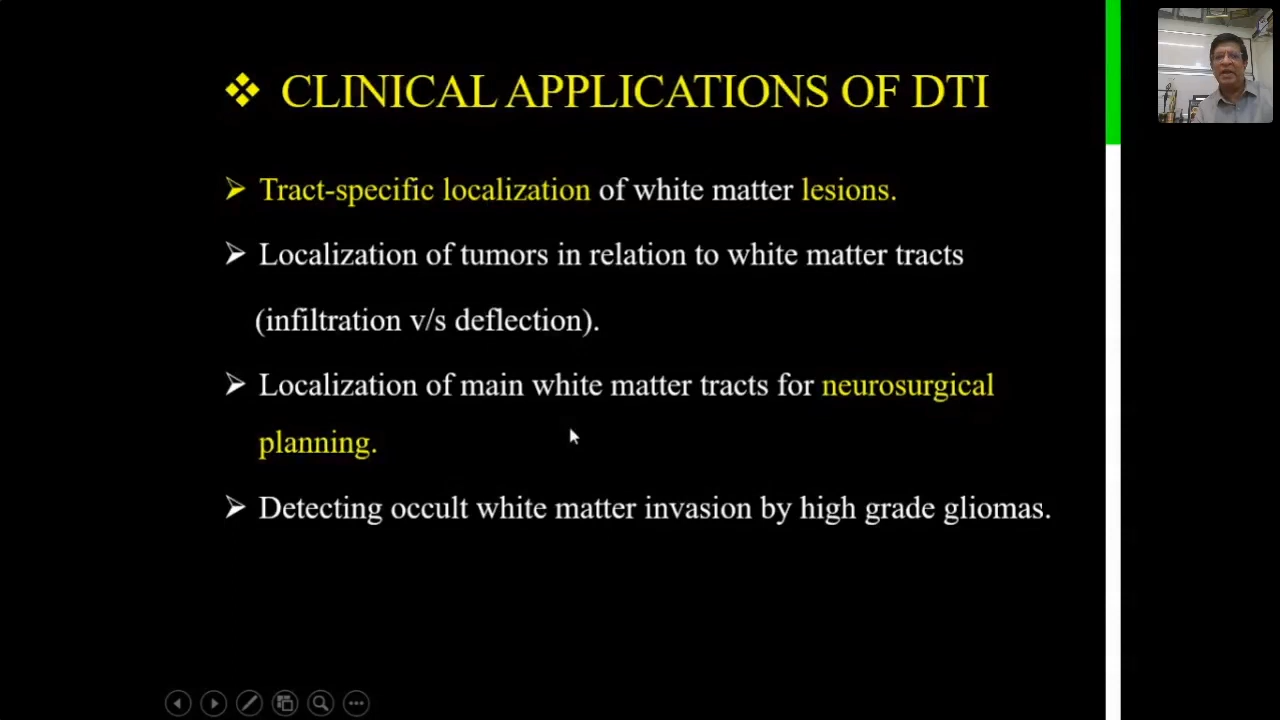 CLINICAL APPLICATIONS OF DTI
Tract-specific localization of white matter lesions.
Localization of tumors in relation to white matter tracts
(infiltration v/s deflection).
Localization of main white matter tracts for neurosurgical
planning.
Detecting occult white matter invasion by high grade gliomas.